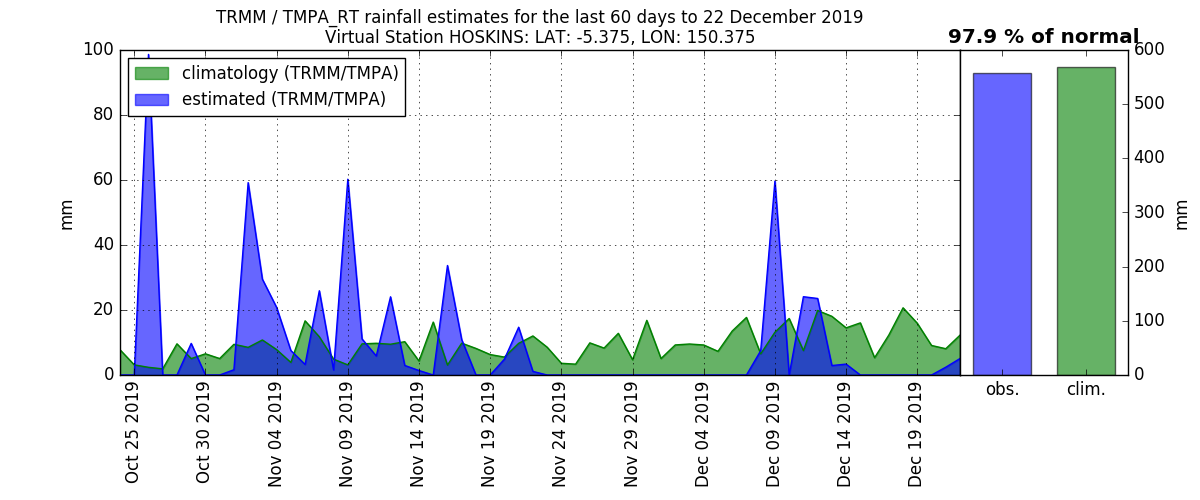 TRMM / TMPA_RT rainfall estimates for the last 60 days to 22 December 2019
Virtual Station HOSKINS: LAT: -5.375, LON: 150.375
97.9 % of normal
climatology (TRMM/TMPA)
estimated (TRMM/TMPA)
100
80
60
40
20
0
mm
Oct 25 2019
Oct 30 2019
Nov 04 2019
Nov 09 2019
Nov 14 2019
Nov 19 2019
Nov 24 2019
Nov 29 2019
Dec 04 2019
Dec 09 2019
Dec 14 2019
Dec 19 2019
obs.
clim.
600
500
400
300
200
100
0
mm